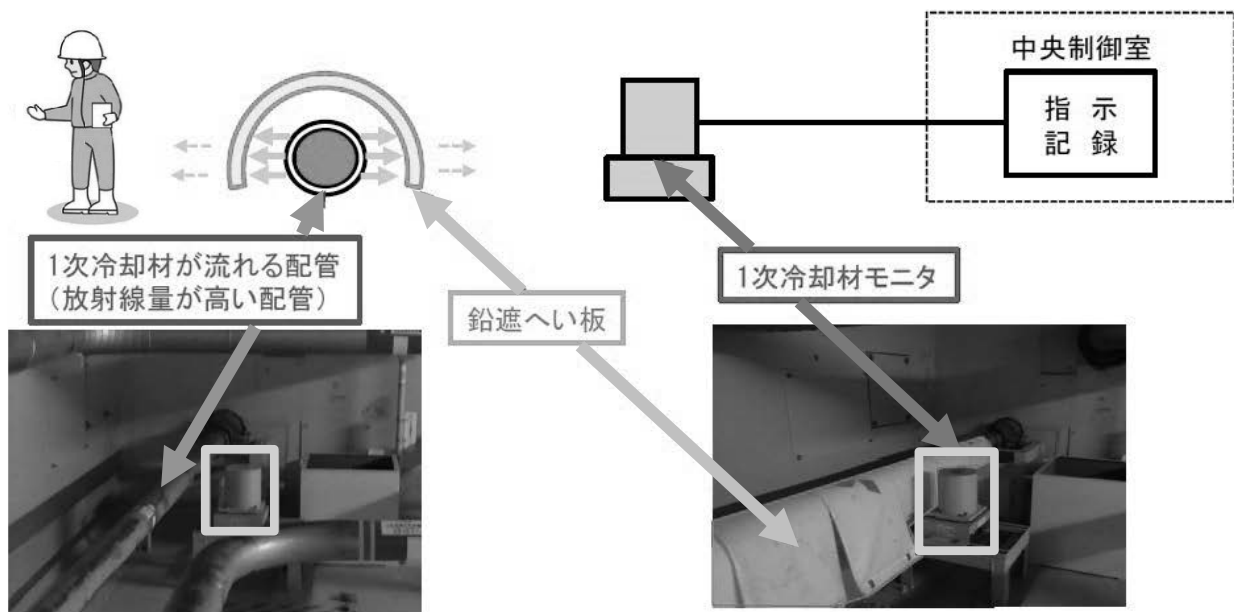 中央制御室
指 示
記 録
1次冷却材が流れる配管
（放射線量が高い配管）
鉛遮へい板
1次冷却材モニタ